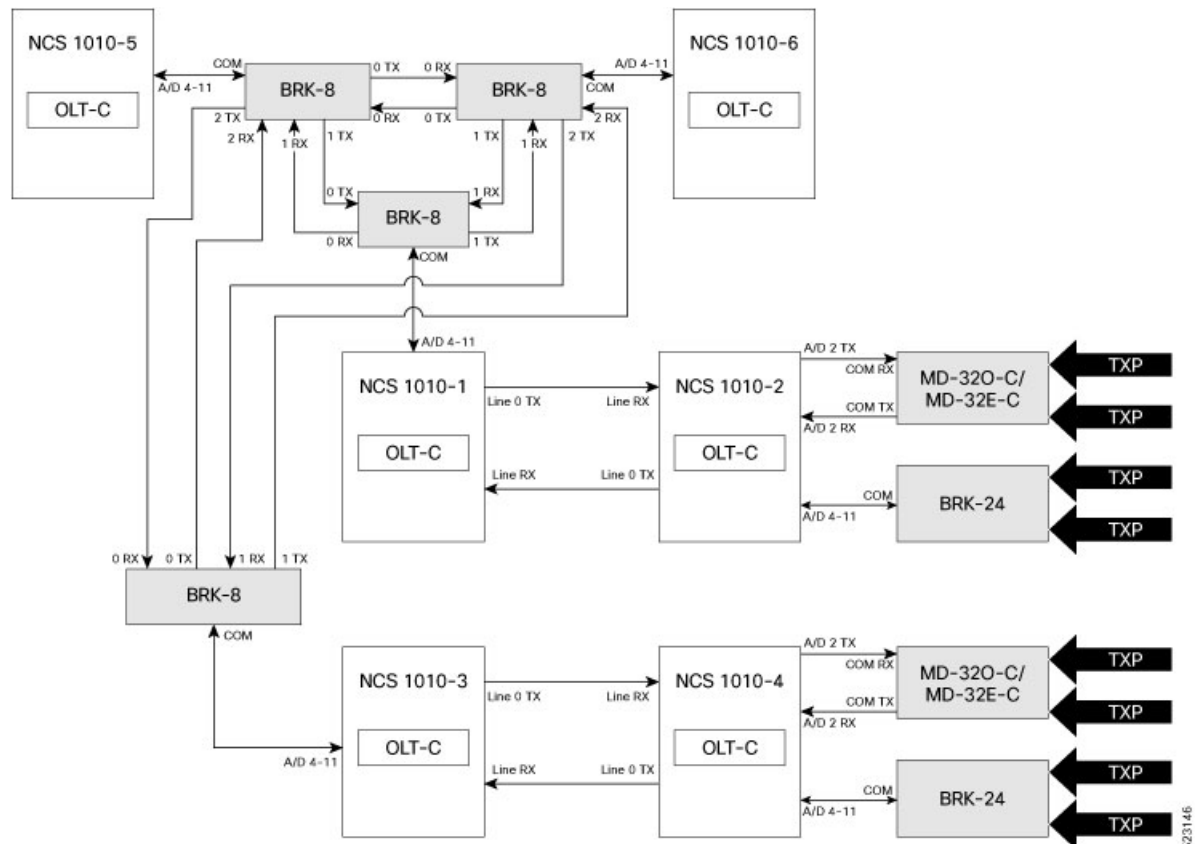 NCS 1010-5
OLT-C
A/D 4-11
COM
BRK-8
0 TX
0 RX
BRK-8
COM
A/D 4-11
NCS 1010-6
OLT-C
2 TX
2 RX
1 RX
1 TX
0 RX
0 TX
1 TX
1 RX
2 TX
2 RX
0 TX
1 RX
BRK-8
0 RX
1 TX
COM
A/D 4-11
NCS 1010-1
OLT-C
Line 0 TX
Line RX
Line RX
Line 0 TX
NCS 1010-2
OLT-C
A/D 2 TX
COM RX
COM TX
A/D 2 RX
MD-32O-C/
MD-32E-C
TXP
TXP
COM
A/D 4-11
BRK-24
TXP
TXP
0 RX
0 TX
1 RX
1 TX
BRK-8
COM
A/D 4-11
NCS 1010-3
OLT-C
Line 0 TX
Line RX
Line RX
Line 0 TX
NCS 1010-4
OLT-C
A/D 2 TX
COM RX
COM TX
A/D 2 RX
MD-32O-C/
MD-32E-C
TXP
TXP
COM
A/D 4-11
BRK-24
TXP
TXP